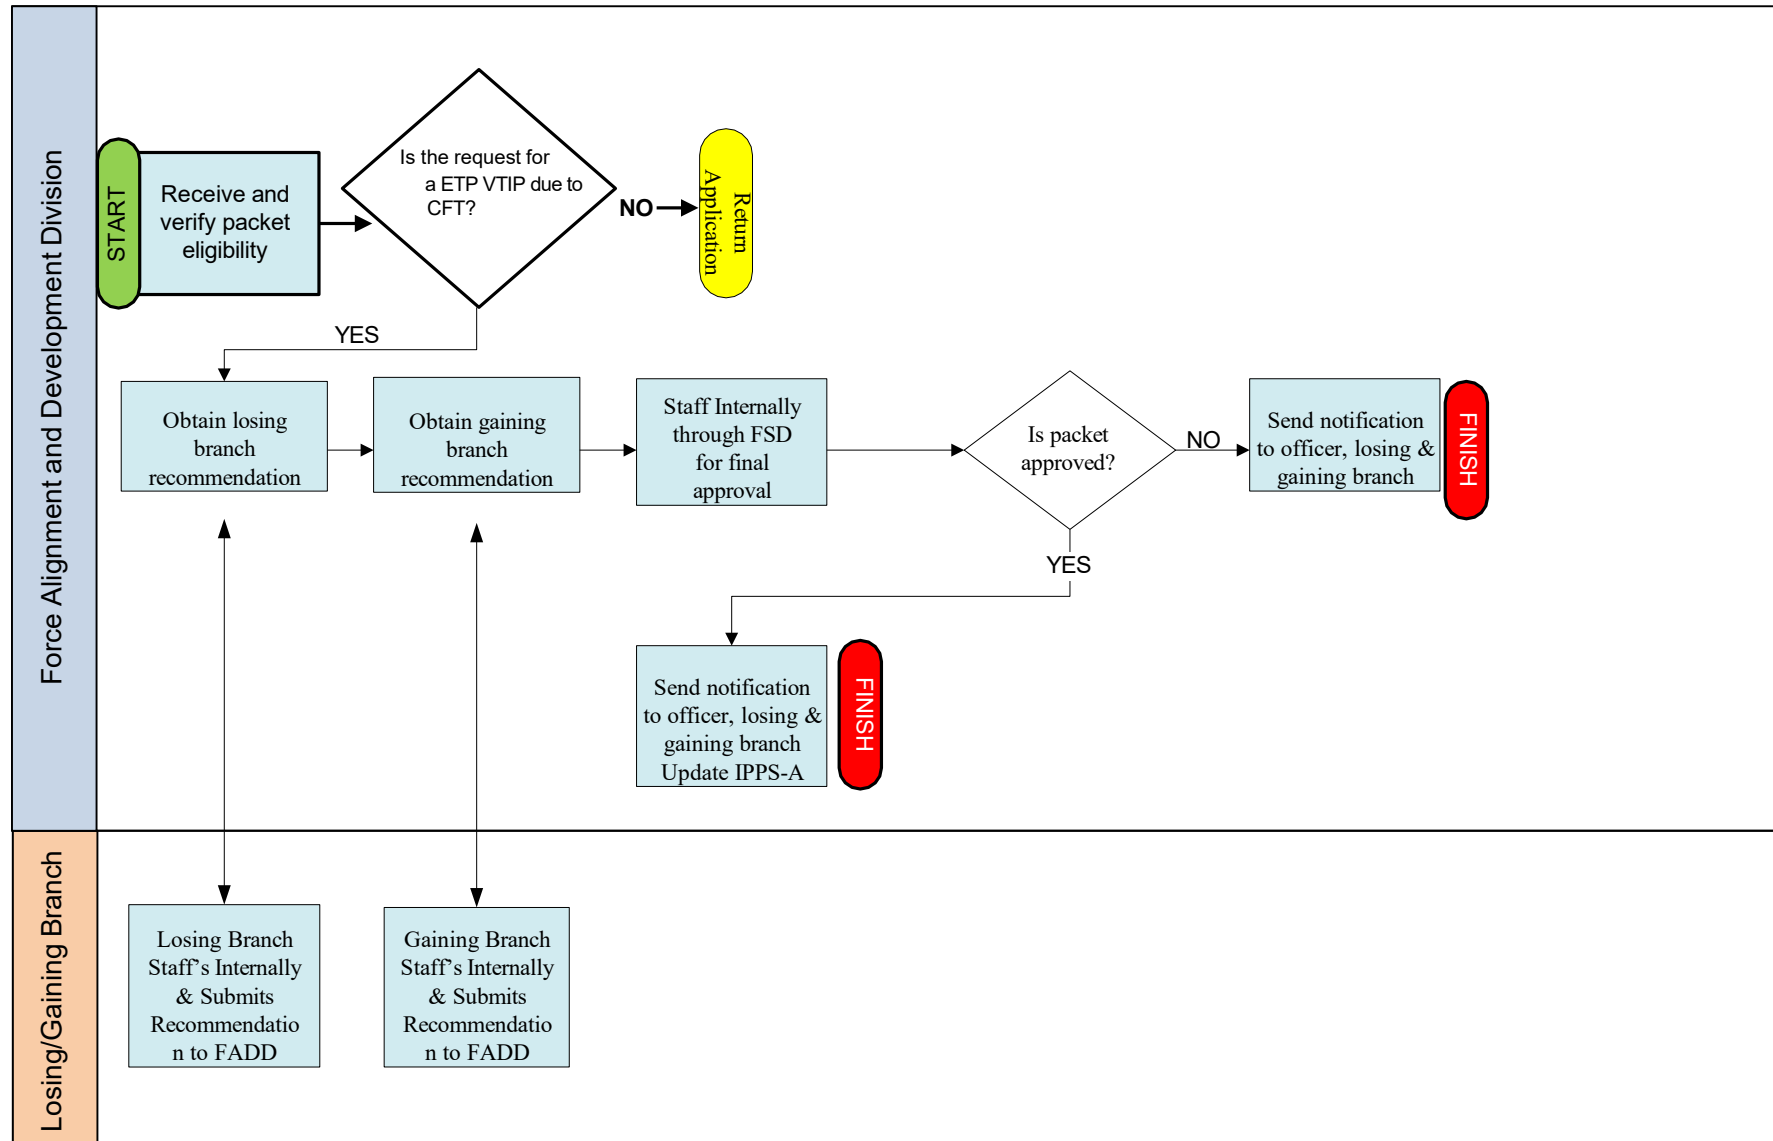 Force Alignment and Development Division
START
Receive and
verify packet
eligibility
Is the request for
a ETP VTIP due to
CFT?
NO
Return
Application
YES
Obtain losing
branch
recommendation
Obtain gaining
branch
recommendation
Staff Internally
through FSD
for final
approval
Is packet
approved?
NO
Send notification
to officer, losing &
gaining branch
FINISH
YES
Send notification
to officer, losing &
gaining branch
Update IPPS-A
FINISH
Losing/Gaining Branch
Losing Branch
Staff’s Internally
& Submits
Recommendatio
n to FADD
Gaining Branch
Staff’s Internally
& Submits
Recommendatio
n to FADD